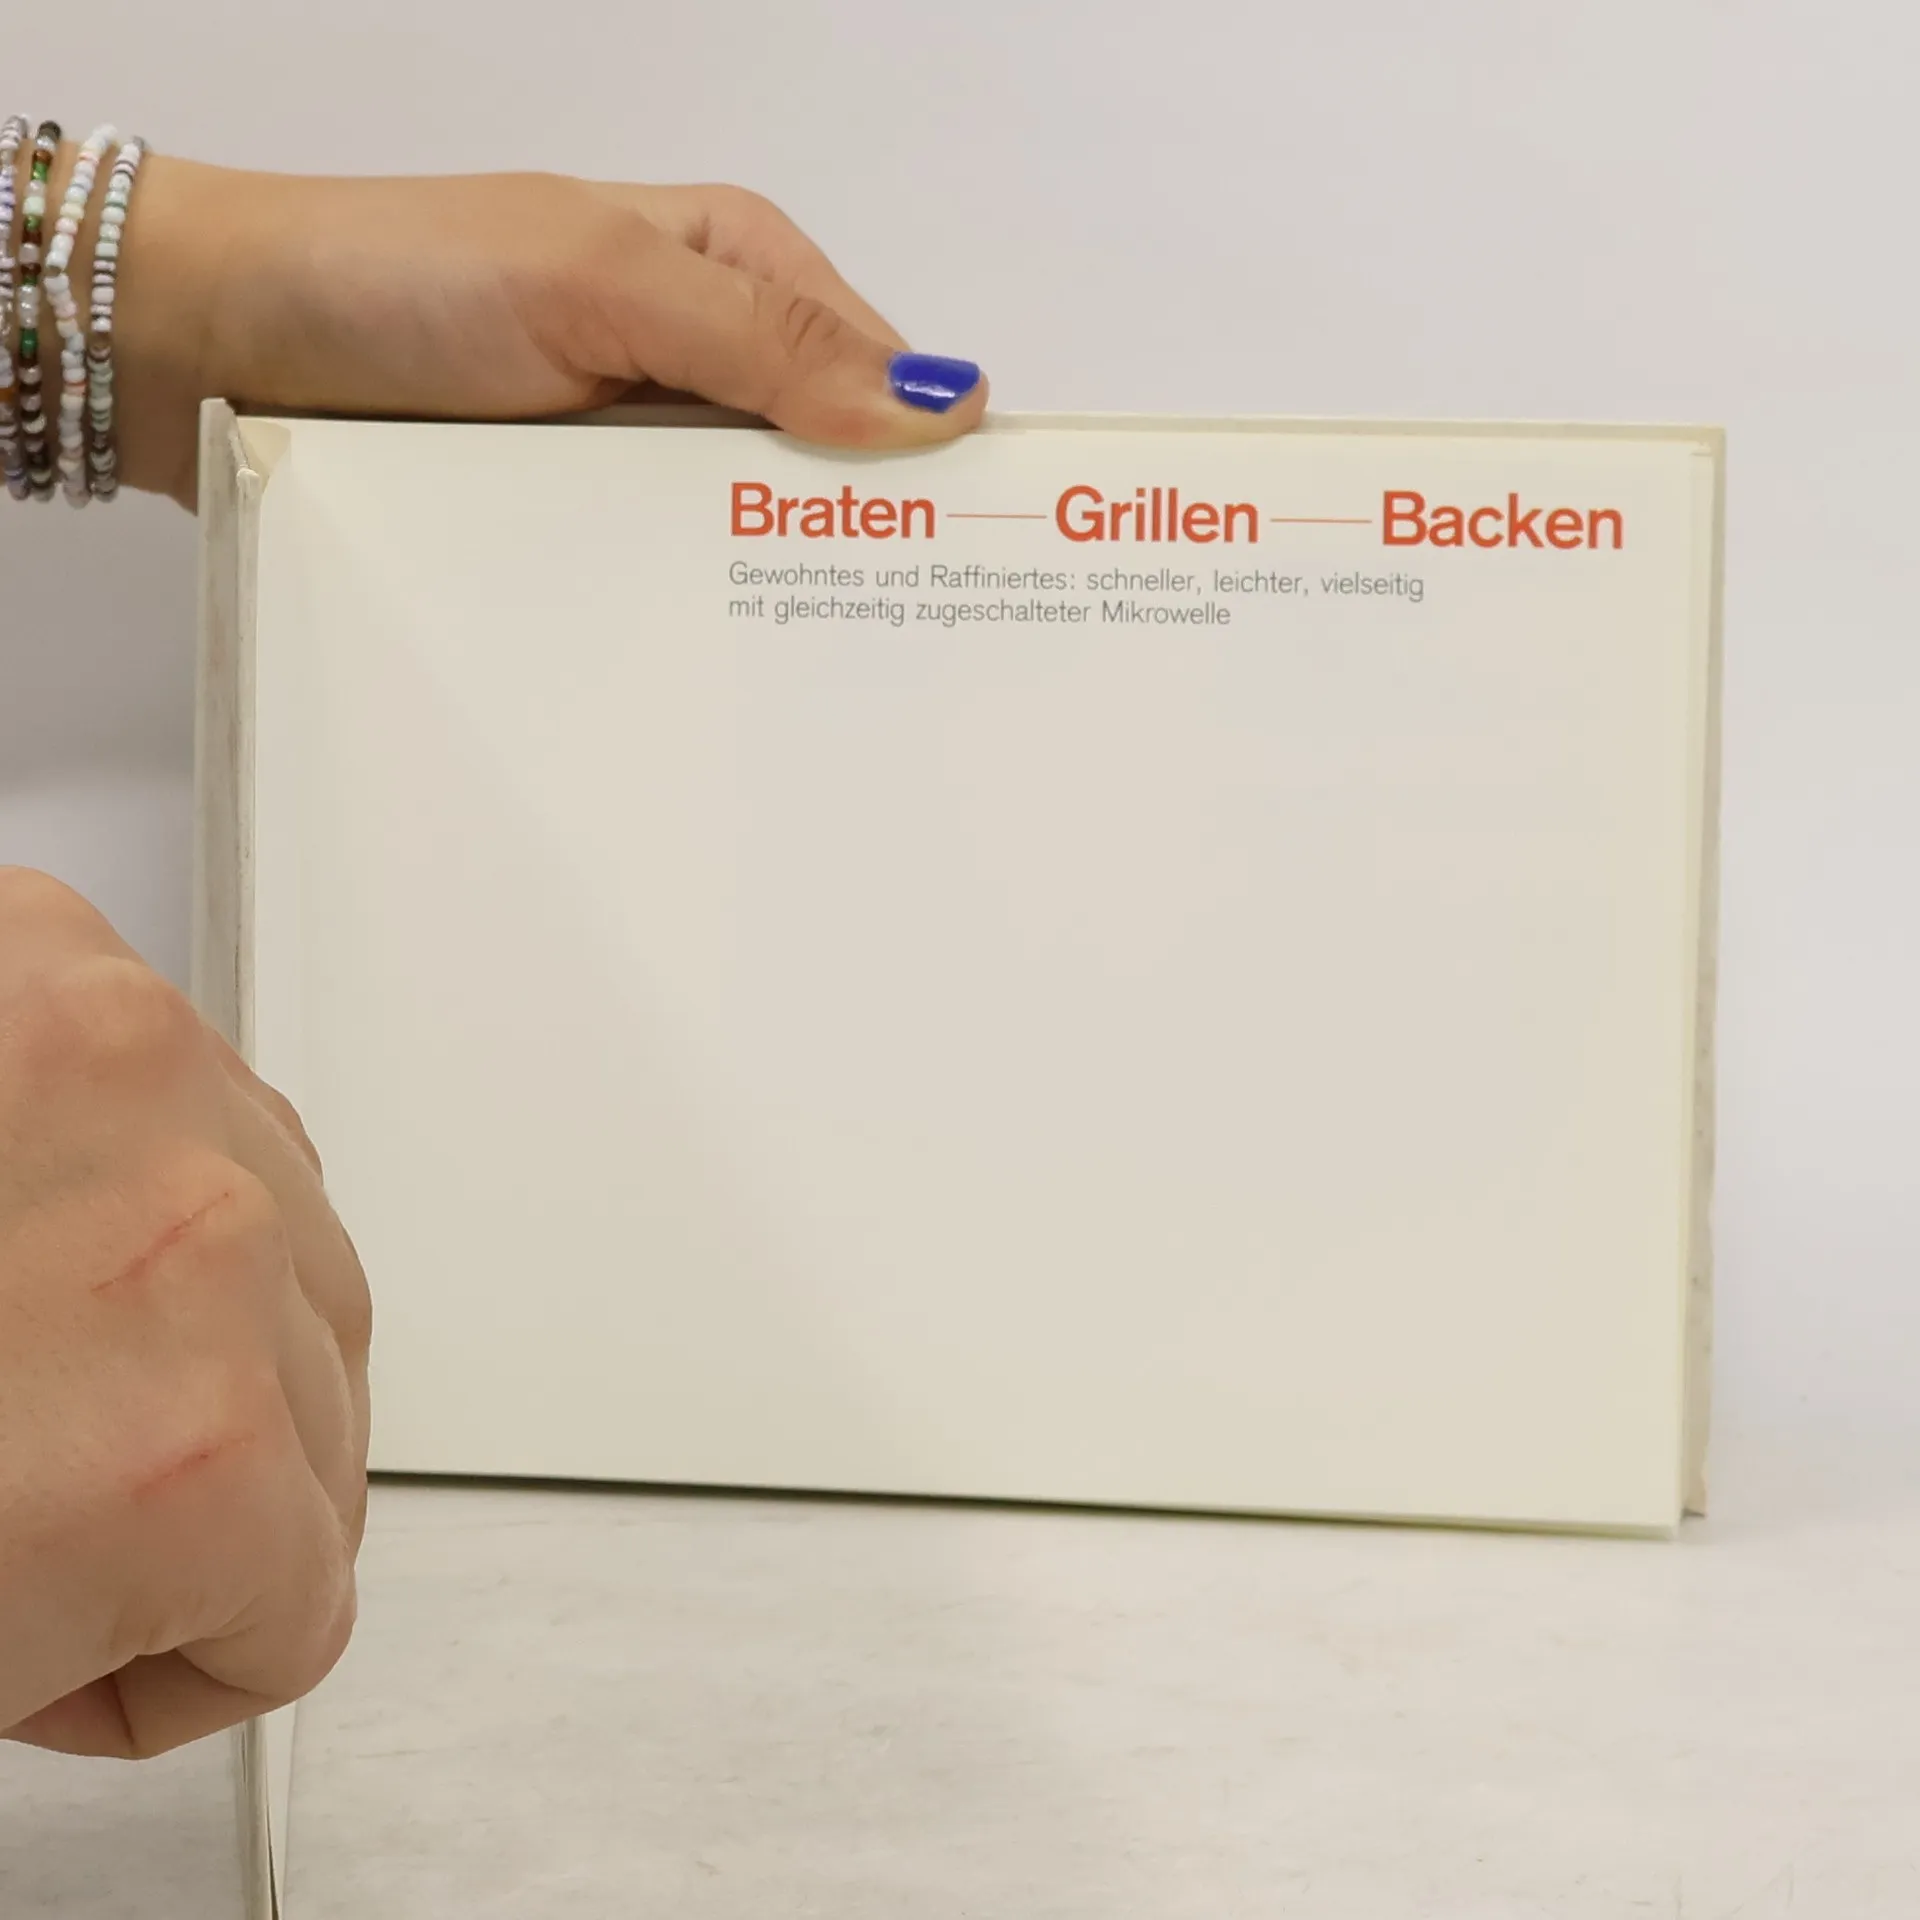 Braten — Grillen — Backen
Gewohntes und Raffiniertes: schneller, leichter, vielseitig
mit gleichzeitig zugeschalteter Mikrowelle